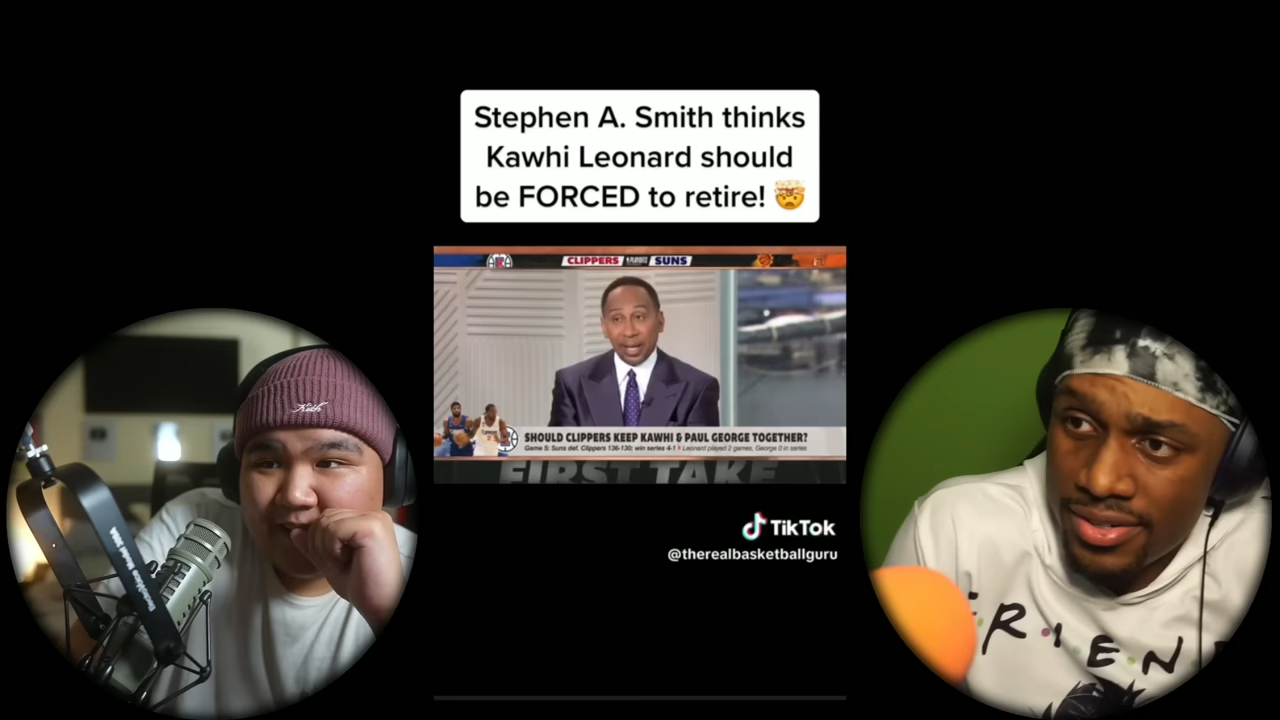 Stephen A. Smith thinks
Kawhi Leonard should
be FORCED to retire! 🤯
CLIPPERS PLAYOFFS SUNS
SHOULD CLIPPERS KEEP KAWHI & PAUL GEORGE TOGETHER?
Game 5: Suns def. Clippers 136-130; win series 4-1 Leonard played 2 games, George 0 in series
FIRST TAKE
TikTok
@therealbasketballguru
Kith
FRIEN